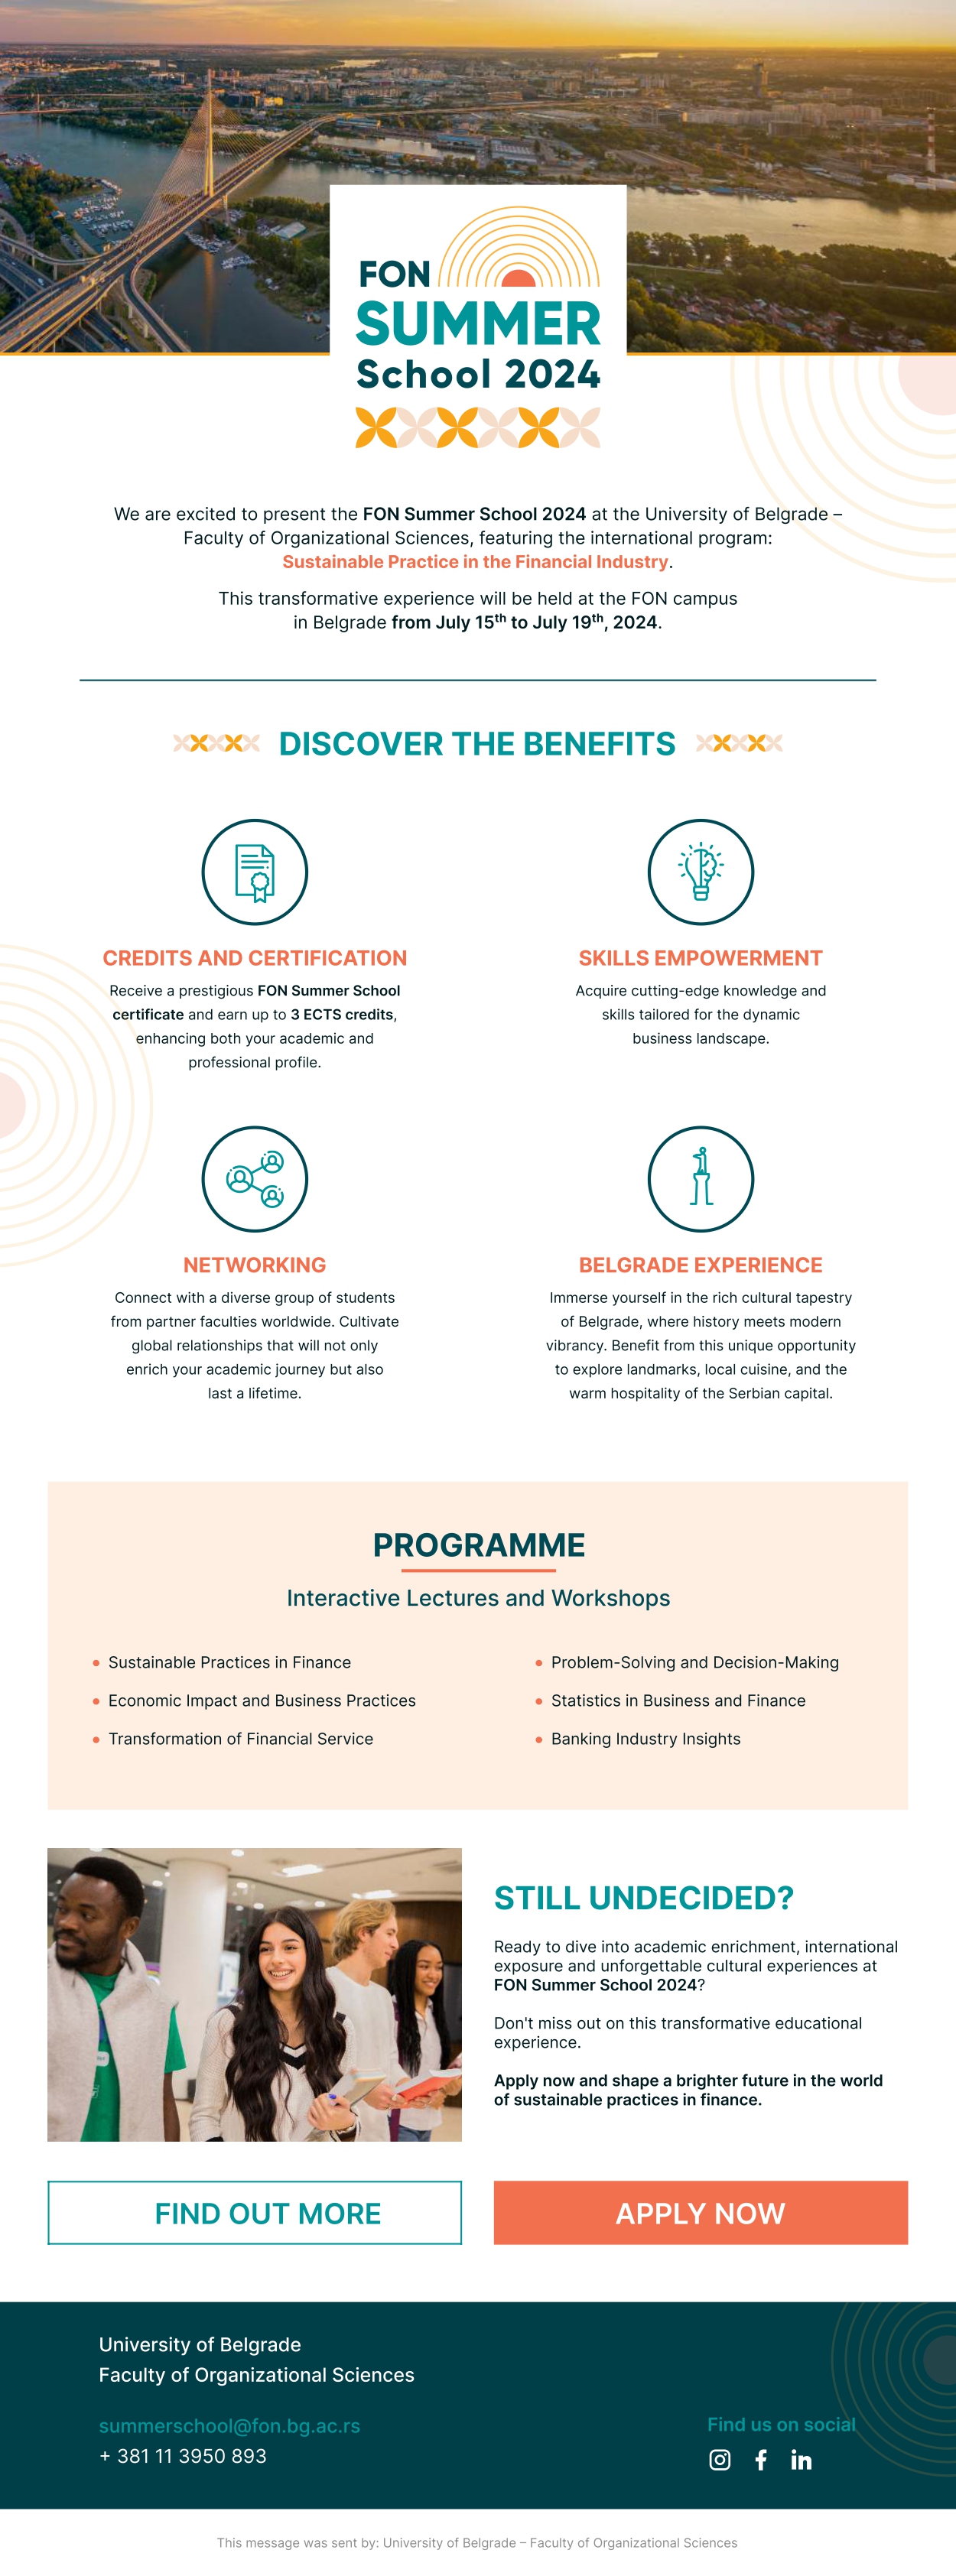 FON
SUMMER
School 2024
We are excited to present the FON Summer School 2024 at the University of Belgrade –
Faculty of Organizational Sciences, featuring the international program:
Sustainable Practice in the Financial Industry.
This transformative experience will be held at the FON campus
in Belgrade from July 15th to July 19th, 2024.
DISCOVER THE BENEFITS
CREDITS AND CERTIFICATION
Receive a prestigious FON Summer School
certificate and earn up to 3 ECTS credits,
enhancing both your academic and
professional profile.
SKILLS EMPOWERMENT
Acquire cutting-edge knowledge and
skills tailored for the dynamic
business landscape.
NETWORKING
Connect with a diverse group of students
from partner faculties worldwide. Cultivate
global relationships that will not only
enrich your academic journey but also
last a lifetime.
BELGRADE EXPERIENCE
Immerse yourself in the rich cultural tapestry
of Belgrade, where history meets modern
vibrancy. Benefit from this unique opportunity
to explore landmarks, local cuisine, and the
warm hospitality of the Serbian capital.
PROGRAMME
Interactive Lectures and Workshops
Sustainable Practices in Finance
Economic Impact and Business Practices
Transformation of Financial Service
Problem-Solving and Decision-Making
Statistics in Business and Finance
Banking Industry Insights
STILL UNDECIDED?
Ready to dive into academic enrichment, international
exposure and unforgettable cultural experiences at
FON Summer School 2024?
Don't miss out on this transformative educational
experience.
Apply now and shape a brighter future in the world
of sustainable practices in finance.
FIND OUT MORE
APPLY NOW
University of Belgrade
Faculty of Organizational Sciences
summerschool@fon.bg.ac.rs
+ 381 11 3950 893
Find us on social
This message was sent by: University of Belgrade – Faculty of Organizational Sciences